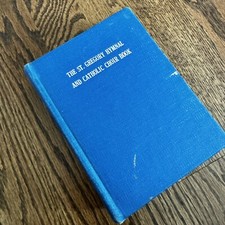 THE ST. GREGORY HYMNAL
AND CATHOLIC CHOIR BOOK